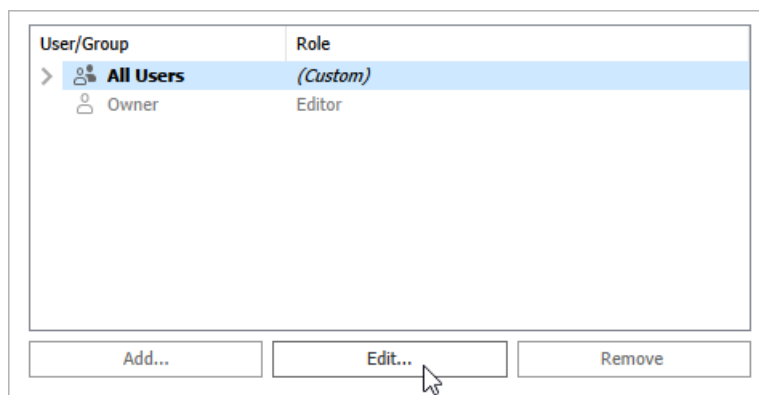 User/Group Role
All Users (Custom)
Owner Editor
Add... Edit... Remove